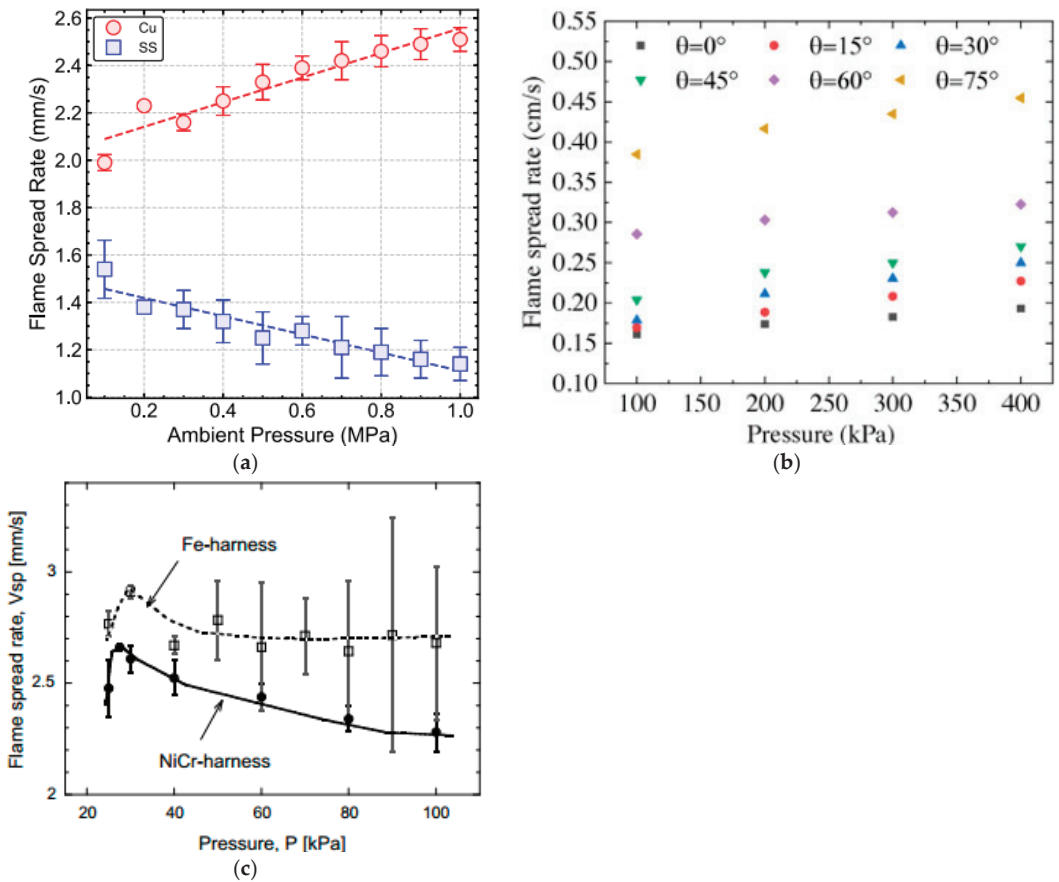 Cu
SS
2.6
2.4
2.2
2.0
1.8
1.6
1.4
1.2
1.0
0.2 0.4 0.6 0.8 1.0
Flame Spread Rate (mm/s)
Ambient Pressure (MPa)
(a)
θ=0° θ=15° θ=30°
θ=45° θ=60° θ=75°
0.55
0.50
0.45
0.40
0.35
0.30
0.25
0.20
0.15
0.10
100 150 200 250 300 350 400
Flame spread rate (cm/s)
Pressure (kPa)
(b)
Fe-harness
NiCr-harness
3
2.5
2
20 40 60 80 100
Flame spread rate, Vsp [mm/s]
Pressure, P [kPa]
(c)